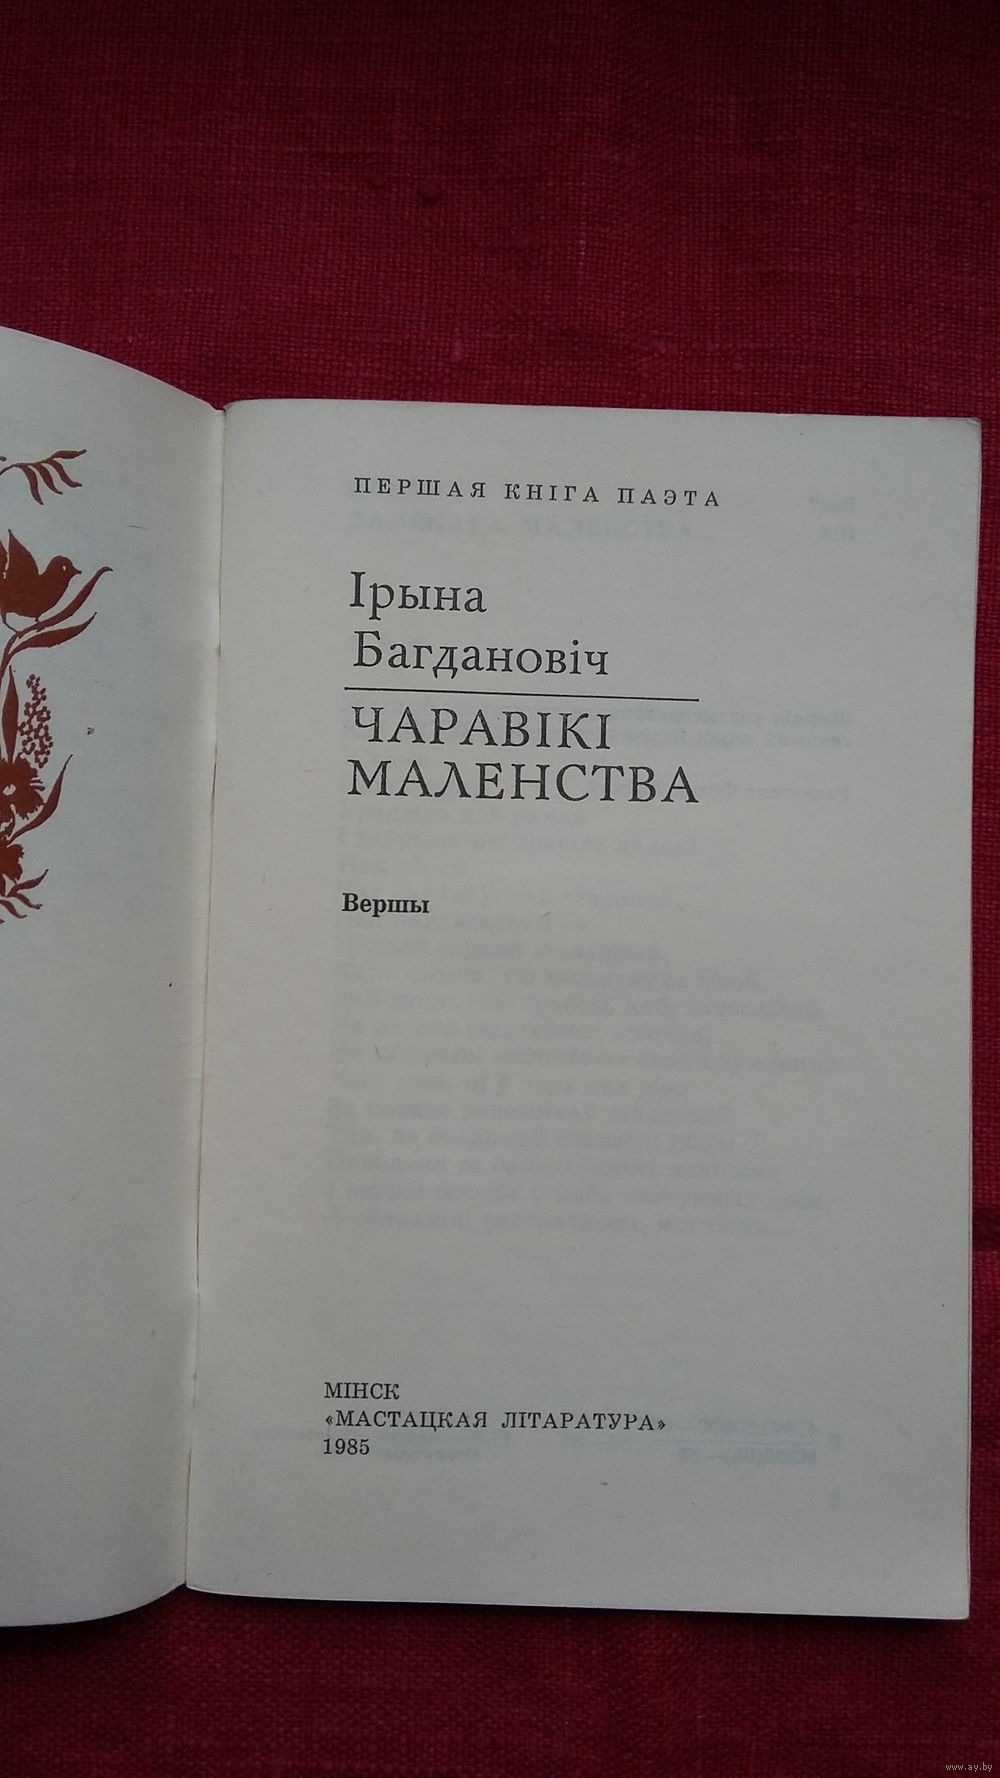 ПЕРШАЯ КНІГА ПАЭТА
Ірына
Багдановіч
ЧАРАВІКІ
МАЛЕНСТВА
Вершы
МІНСК
«МАСТАЦКАЯ ЛІТАРАТУРА»
1985
www.ay.by